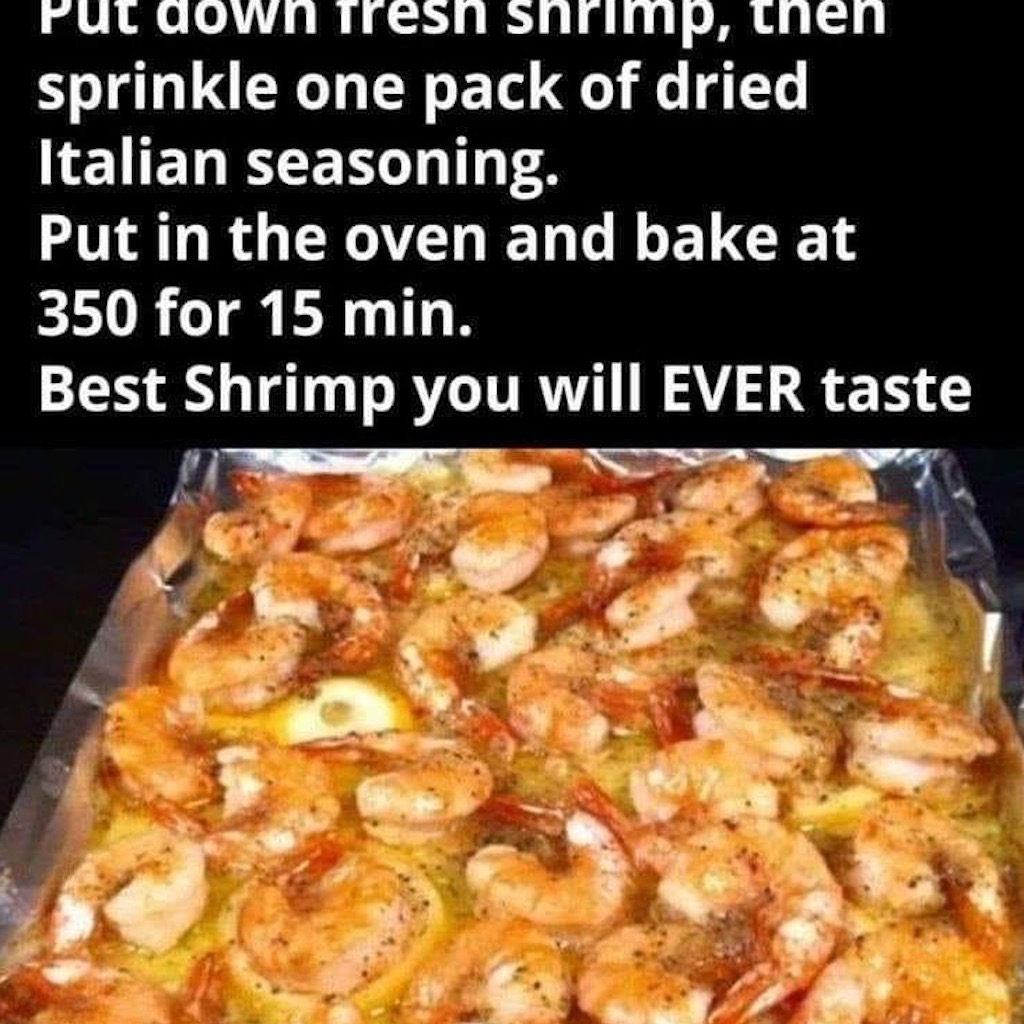 Put down fresh shrimp, then
sprinkle one pack of dried
Italian seasoning.
Put in the oven and bake at
350 for 15 min.
Best Shrimp you will EVER taste